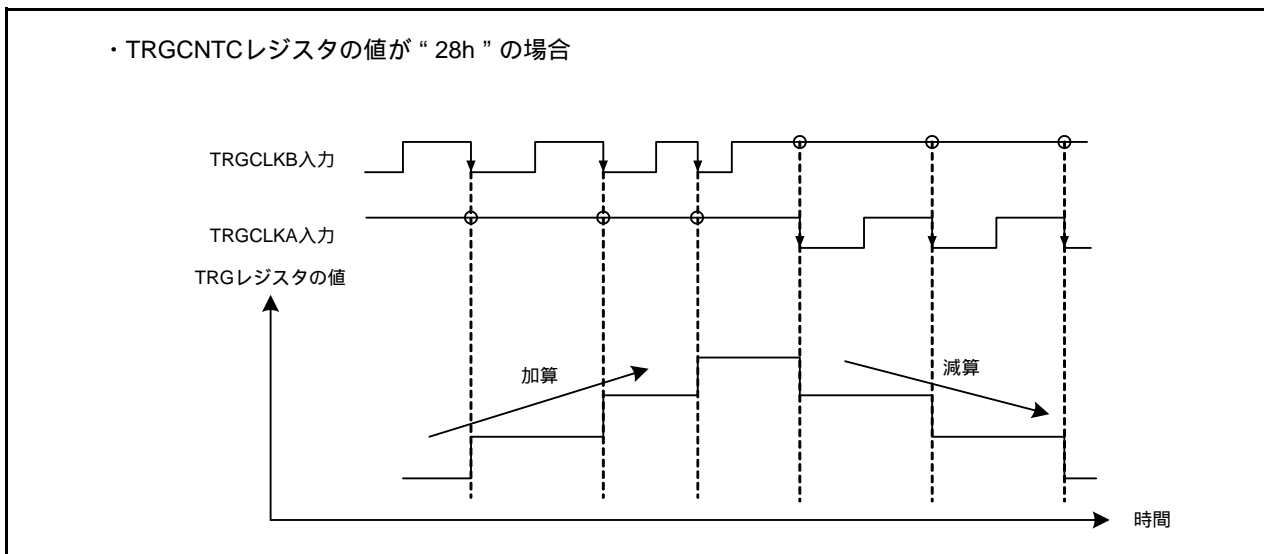 ・TRGCNTCレジスタの値が“28h”の場合
TRGCLKB入力
TRGCLKA入力
TRGレジスタの値
加算
減算
時間